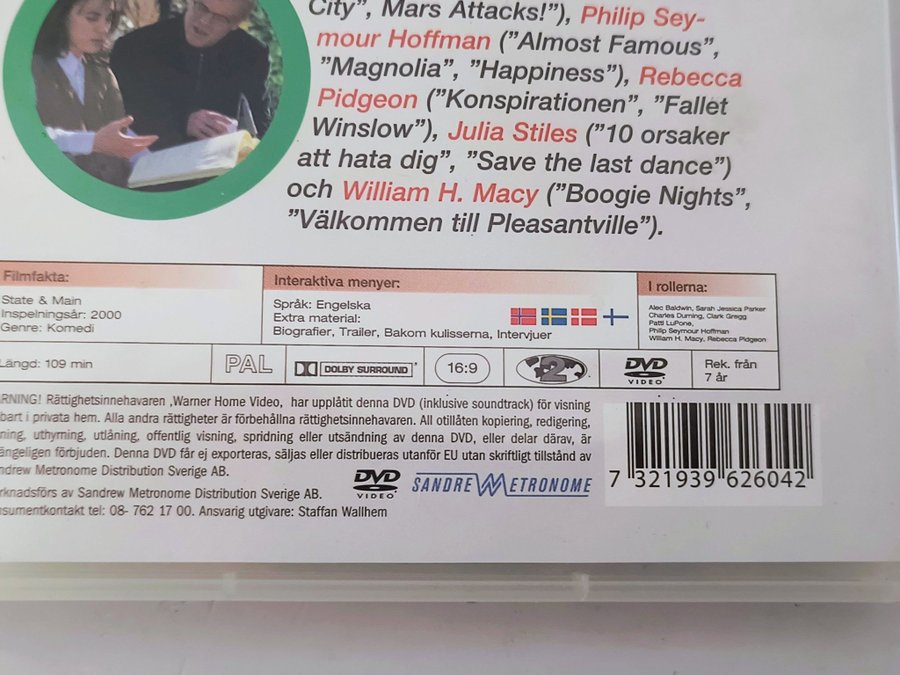 City", Mars Attacks!"), Philip Sey-
mour Hoffman ("Almost Famous",
"Magnolia", "Happiness"), Rebecca
Pidgeon ("Konspirationen", "Fallet
Winslow"), Julia Stiles ("10 orsaker
att hata dig", "Save the last dance")
och William H. Macy ("Boogie Nights",
"Välkommen till Pleasantville").
Filmfakta:
State & Main
Inspelningsår: 2000
Genre: Komedi
Interaktiva menyer:
Språk: Engelska
Extra material:
Biografier, Trailer, Bakom kulisserna, Intervjuer
I rollerna:
Alec Baldwin, Sarah Jessica Parker
Charles Durning, Clark Gregg
Patti LuPone,
Philip Seymour Hoffman
William H. Macy, Rebecca Pidgeon
Längd: 109 min
PAL
DOLBY SURROUND
16:9
2
DVD
VIDEO
Rek. från
7 år
RNING! Rättighetsinnehavaren ,Warner Home Video, har upplåtit denna DVD (inklusive soundtrack) för visning
bart i privata hem. Alla andra rättigheter är förbehållna rättighetsinnehavaren. All otillåten kopiering, redigering,
ning, uthyrning, utlåning, offentlig visning, spridning eller utsändning av denna DVD, eller delar därav, är
ängeligen förbjuden. Denna DVD får ej exporteras, säljas eller distribueras utanför EU utan skriftligt tillstånd av
ndrew Metronome Distribution Sverige AB.
rknadsförs av Sandrew Metronome Distribution Sverige AB.
nsumentkontakt tel: 08- 762 17 00. Ansvarig utgivare: Staffan Wallhem
DVD
VIDEO
SANDREW METRONOME
7 321939 626042